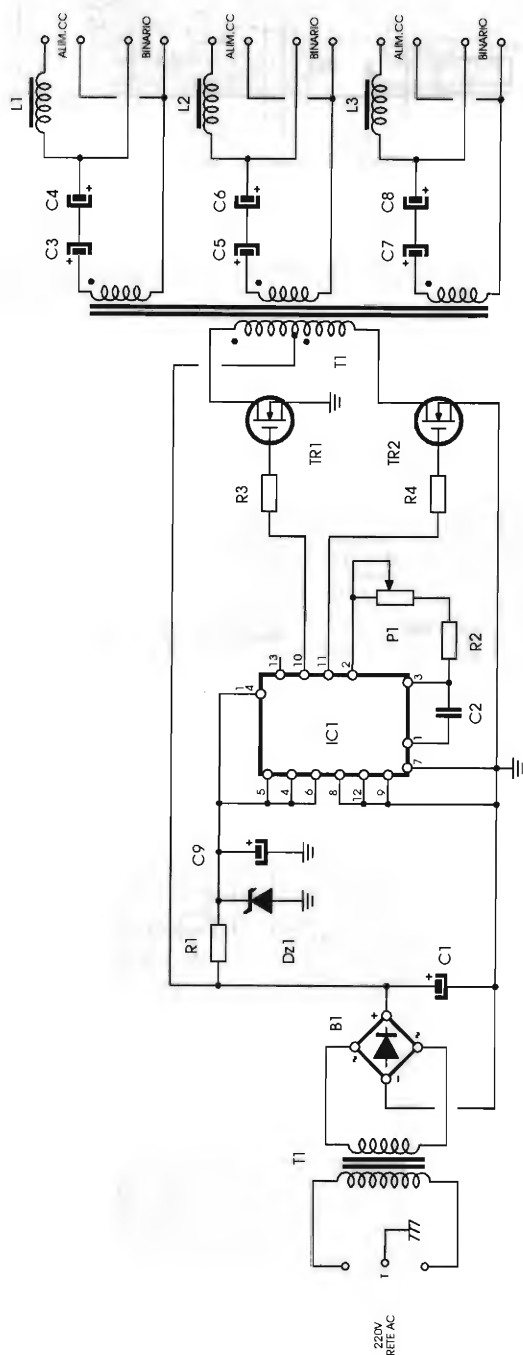 220V
RETE AC
T
T1
B1
~
~
+
-
C1
+
R1
Dz1
C9
+
IC1
5
4
6
8
12
9
14
13
10
11
2
3
1
7
C2
R2
P1
R3
R4
TR1
TR2
T1
C3
+
C4
+
L1
ALIM.CC
BINARIO
C5
+
C6
+
L2
ALIM.CC
BINARIO
C7
+
C8
+
L3
ALIM.CC
BINARIO